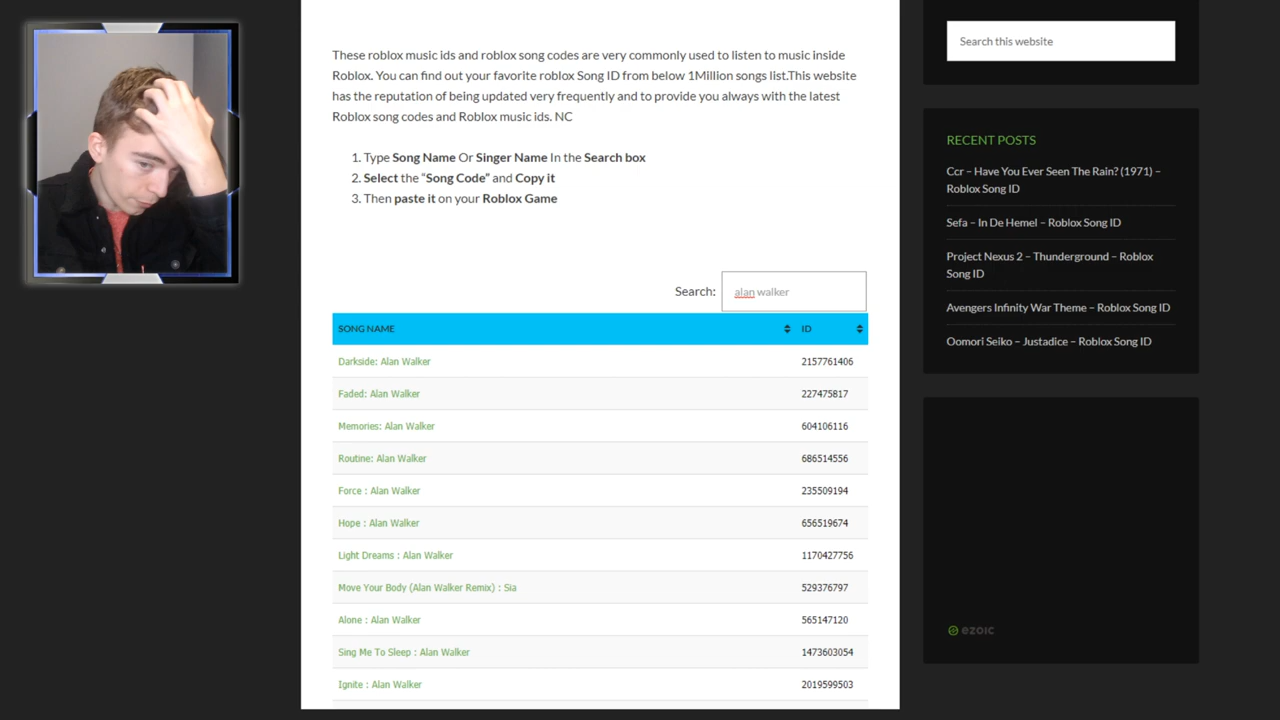 These roblox music ids and roblox song codes are very commonly used to listen to music inside
Roblox. You can find out your favorite roblox Song ID from below 1Million songs list.This website
has the reputation of being updated very frequently and to provide you always with the latest
Roblox song codes and Roblox music ids. NC
1. Type Song Name Or Singer Name In the Search box
2. Select the “Song Code” and Copy it
3. Then paste it on your Roblox Game
Search: alan walker
SONG NAME ID
Darkside: Alan Walker 2157761406
Faded: Alan Walker 227475817
Memories: Alan Walker 604106116
Routine: Alan Walker 686514556
Force : Alan Walker 235509194
Hope : Alan Walker 656519674
Light Dreams : Alan Walker 1170427756
Move Your Body (Alan Walker Remix) : Sia 529376797
Alone : Alan Walker 565147120
Sing Me To Sleep : Alan Walker 1473603054
Ignite : Alan Walker 2019599503
Search this website
RECENT POSTS
Ccr – Have You Ever Seen The Rain? (1971) –
Roblox Song ID
Sefa – In De Hemel – Roblox Song ID
Project Nexus 2 – Thunderground – Roblox
Song ID
Avengers Infinity War Theme – Roblox Song ID
Oomori Seiko – Justadice – Roblox Song ID
ezoic